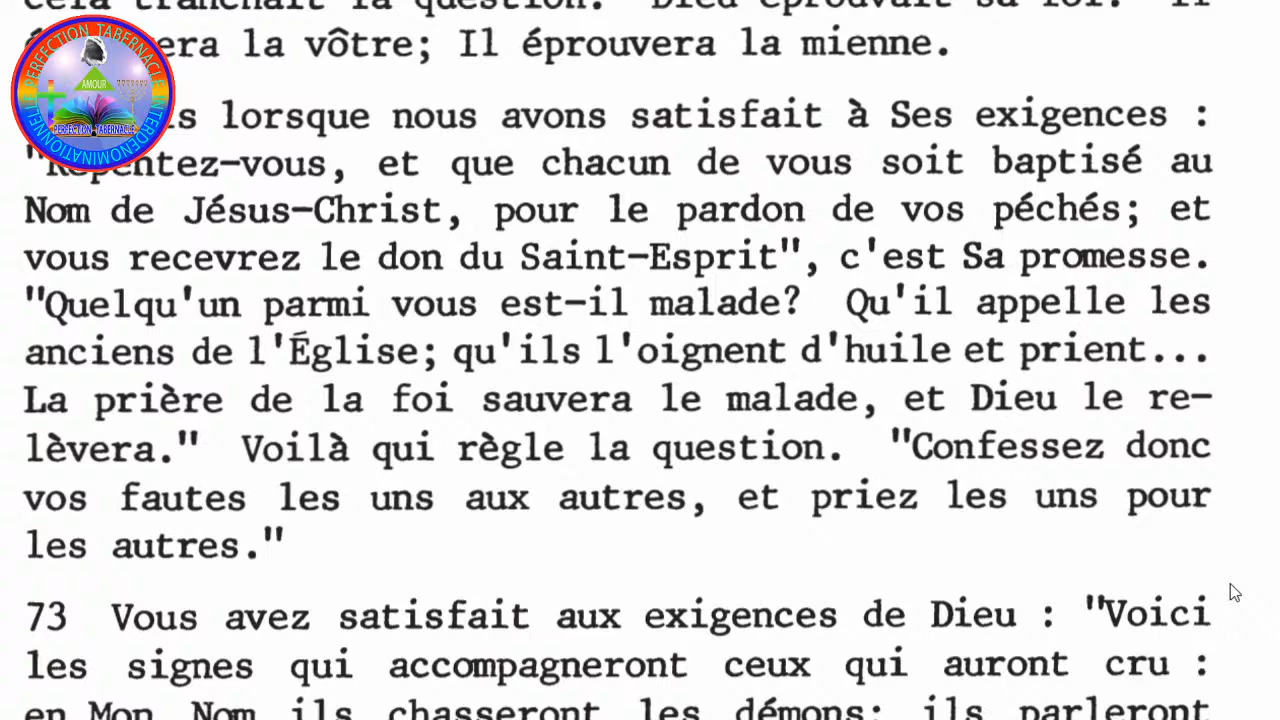 cela tranchait la question. Dieu éprouvait sa foi. Il
la vôtre; Il éprouvera la mienne.
lorsque nous avons satisfait à Ses exigences :
"Repentez-vous, et que chacun de vous soit baptisé au
Nom de Jésus-Christ, pour le pardon de vos péchés; et
vous recevrez le don du Saint-Esprit", c'est Sa promesse.
"Quelqu'un parmi vous est-il malade? Qu'il appelle les
anciens de l'Église; qu'ils l'oignent d'huile et prient...
La prière de la foi sauvera le malade, et Dieu le re-
lèvera." Voilà qui règle la question. "Confessez donc
vos fautes les uns aux autres, et priez les uns pour
les autres."
73 Vous avez satisfait aux exigences de Dieu : "Voici
les signes qui accompagneront ceux qui auront cru :
en Mon Nom ils chasseront les démons; ils parleront
PERFECTION TABERNACLE INTERDENOMINATIONNELLE
AMOUR
PERFECTION TABERNACLE